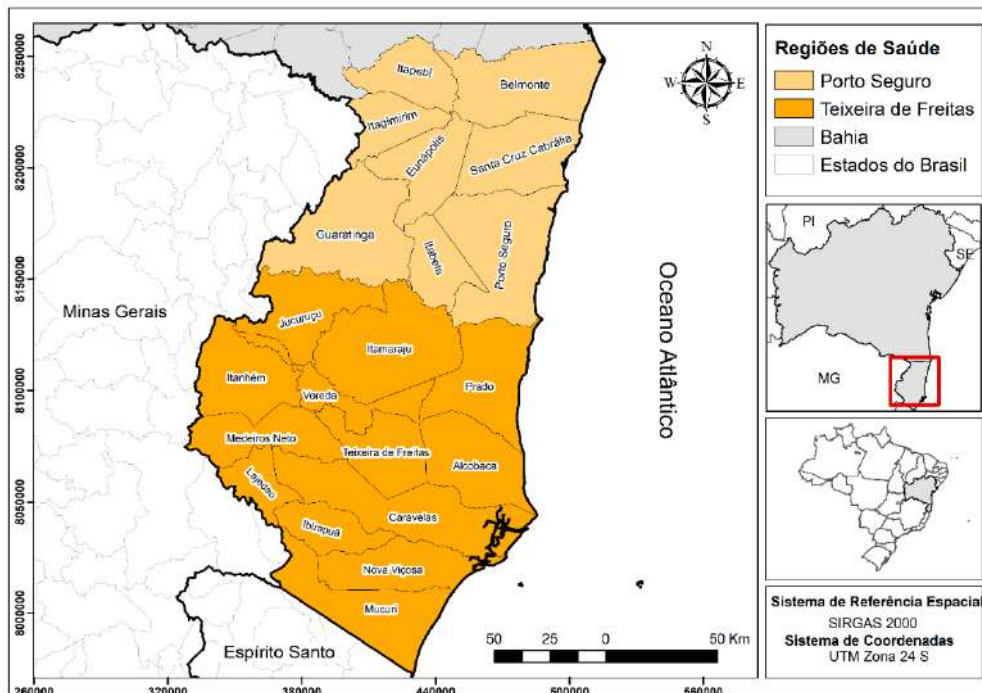 Regiões de Saúde
Porto Seguro
Teixeira de Freitas
Bahia
Estados do Brasil
N
W
E
S
Itapebí
Belmonte
Itagimirim
Eunápolis
Santa Cruz Cabrália
Guaratinga
Itabela
Porto Seguro
Oceano Atlântico
Minas Gerais
Jucuruçu
Itamaraju
Itanhém
Vereda
Prado
Medeiros Neto
Teixeira de Freitas
Alcobaca
Lajedao
Caravelas
Ibirapuã
Nova Viçosa
Mucuri
Espírito Santo
50 25 0 50 Km
8250000
8200000
8150000
8100000
8050000
8000000
260000 320000 380000 440000 500000 560000
PI
SE
MG
Sistema de Referência Espacial
SIRGAS 2000
Sistema de Coordenadas
UTM Zona 24 S